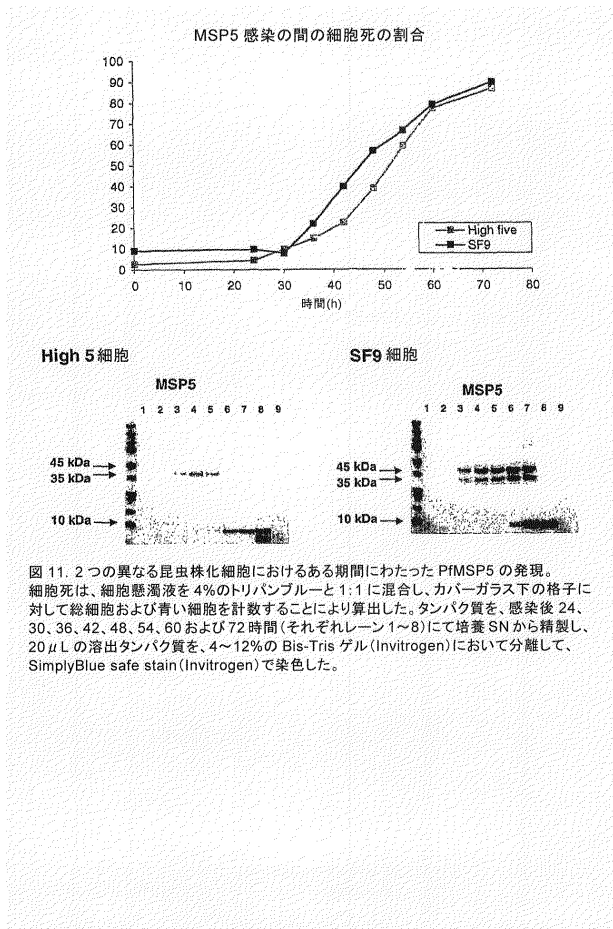 MSP5 感染の間の細胞死の割合
100
90
80
70
60
50
40
30
20
10
0
0 10 20 30 40 50 60 70 80
時間(h)
High five
SF9
High 5 細胞
MSP5
1 2 3 4 5 6 7 8 9
45 kDa
35 kDa
10 kDa
SF9 細胞
MSP5
1 2 3 4 5 6 7 8 9
45 kDa
35 kDa
10 kDa
図 11. 2つの異なる昆虫株化細胞におけるある期間にわたった PfMSP5 の発現。
細胞死は、細胞懸濁液を 4%のトリパンブルーと 1:1 に混合し、カバーガラス下の格子に
対して総細胞および青い細胞を計数することにより算出した。タンパク質を、感染後 24、
30、36、42、48、54、60 および 72 時間(それぞれレーン 1~8)にて培養 SN から精製し、
20μL の溶出タンパク質を、4~12%の Bis-Tris ゲル(Invitrogen)において分離して、
SimplyBlue safe stain(Invitrogen)で染色した。